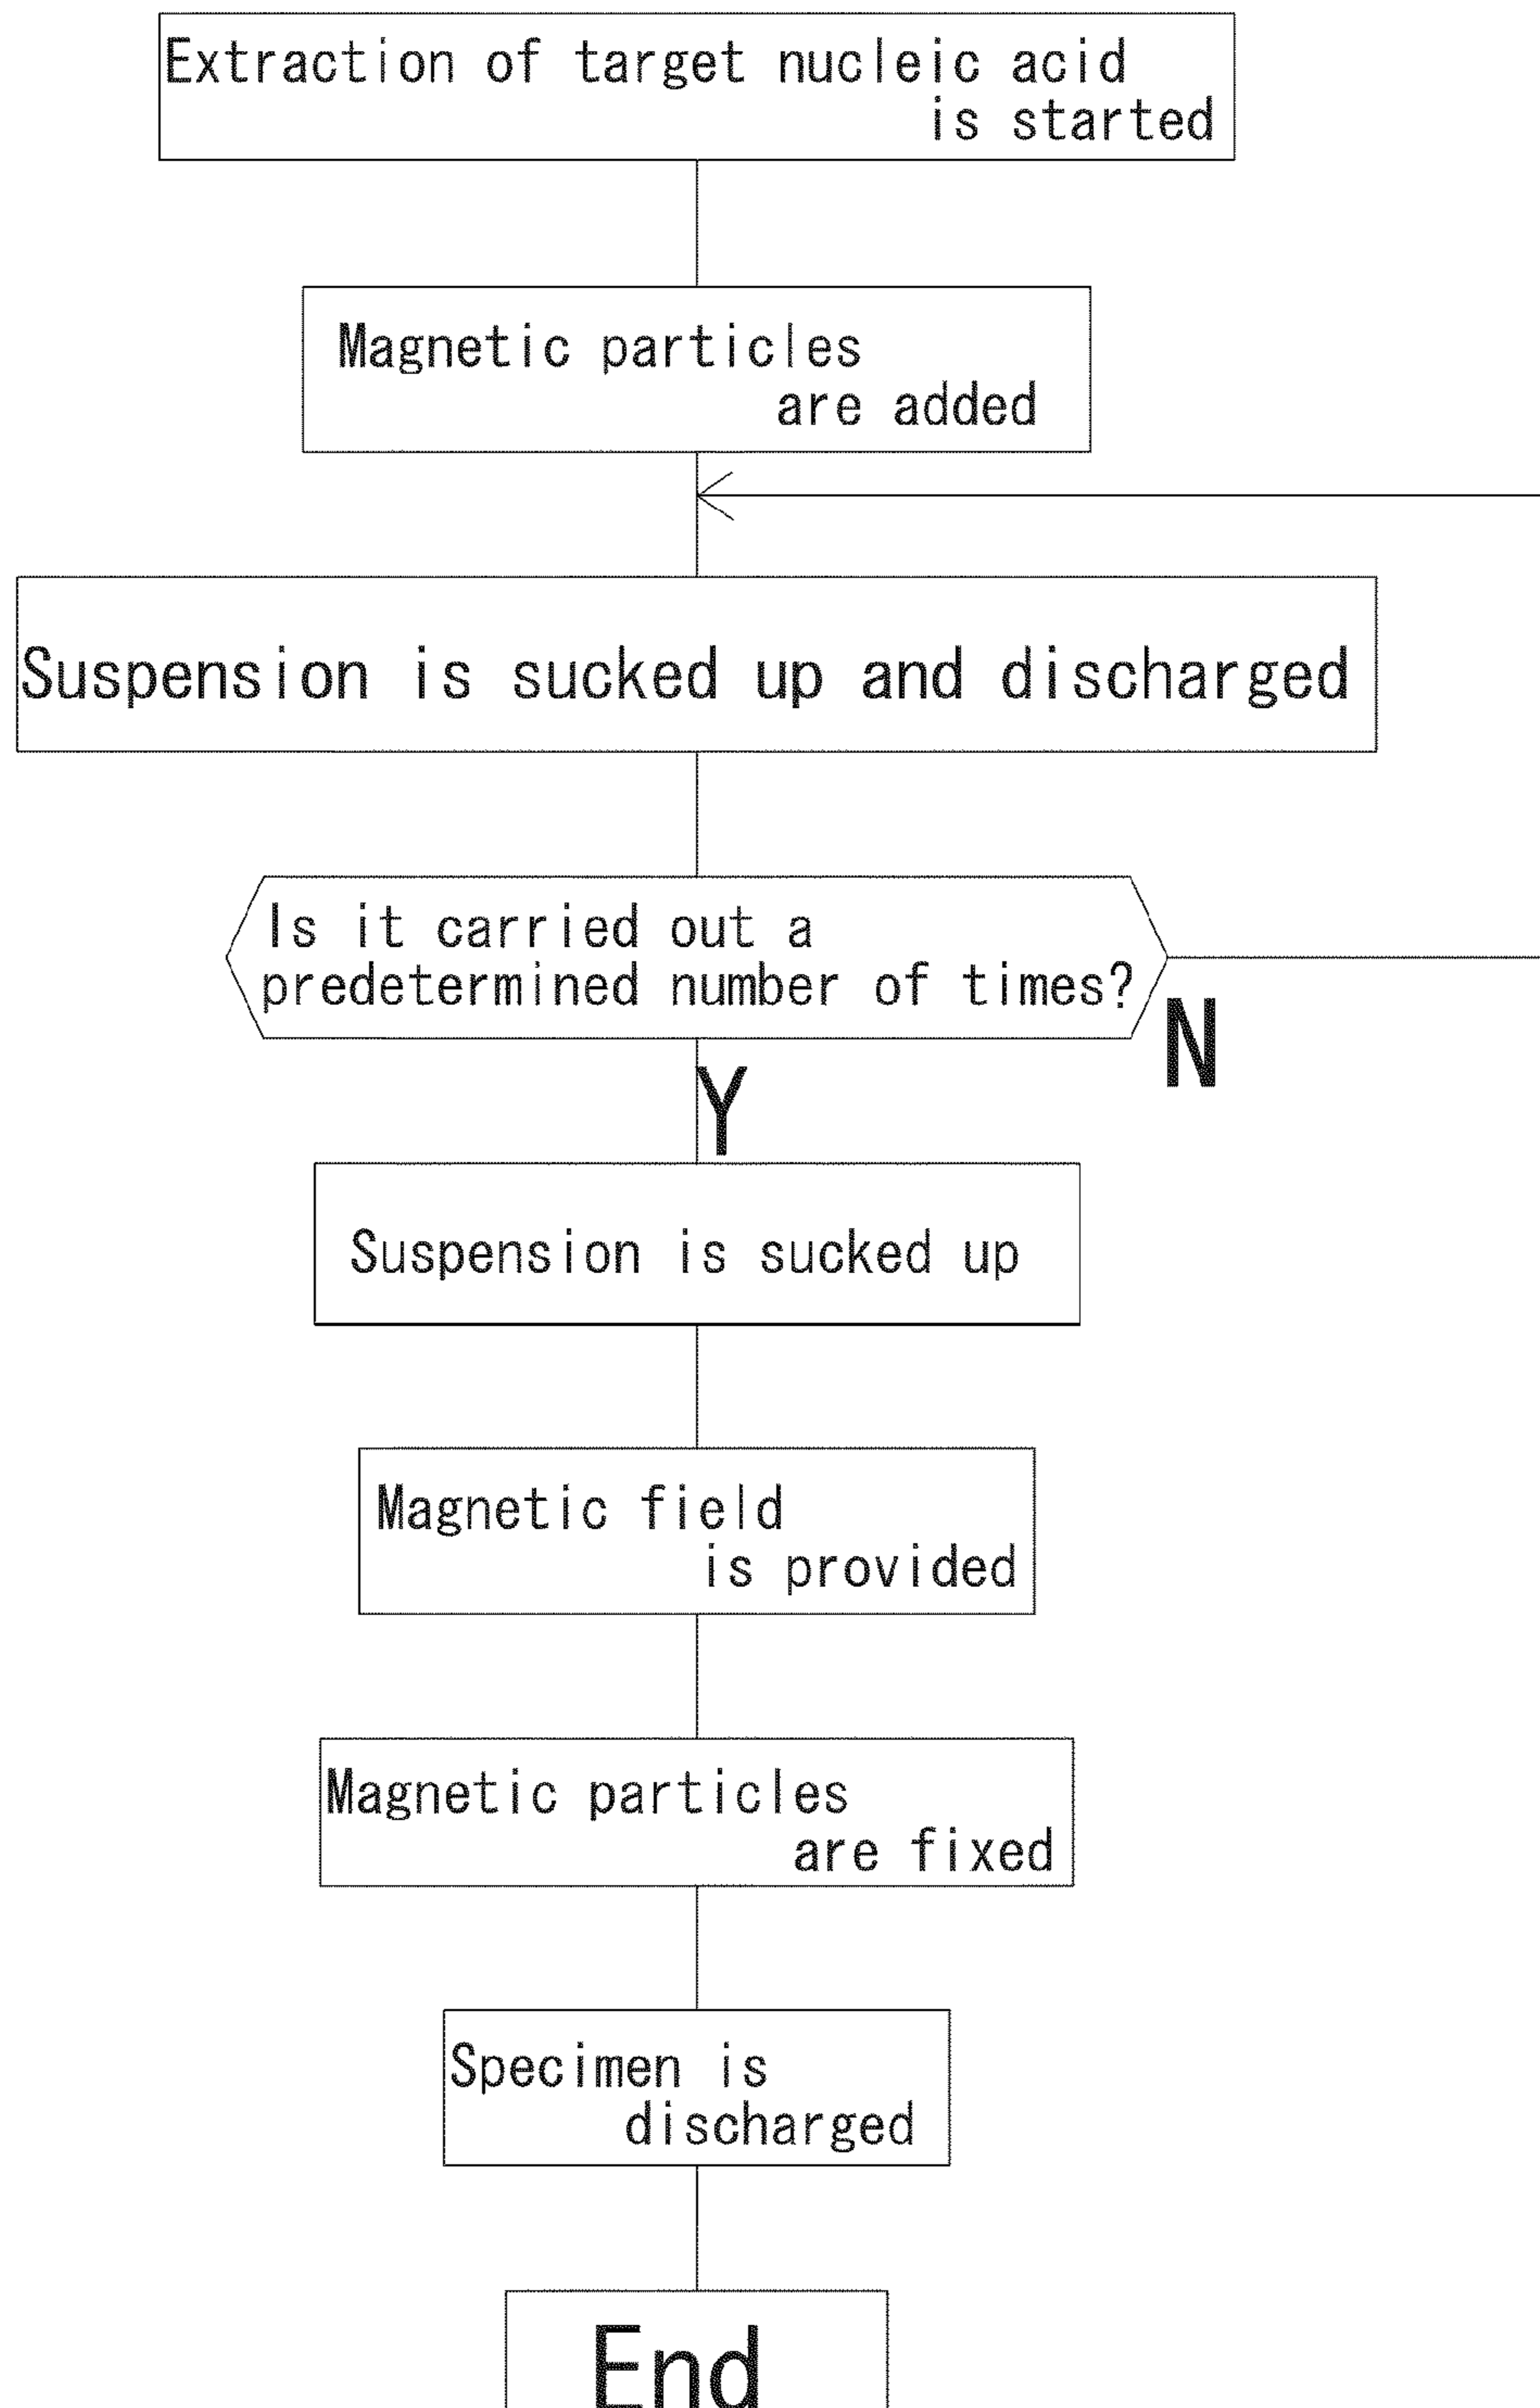 Extraction of target nucleic acid
is started
Magnetic particles
are added
Suspension is sucked up and discharged
Is it carried out a
predetermined number of times?
N
Y
Suspension is sucked up
Magnetic field
is provided
Magnetic particles
are fixed
Specimen is
discharged
End